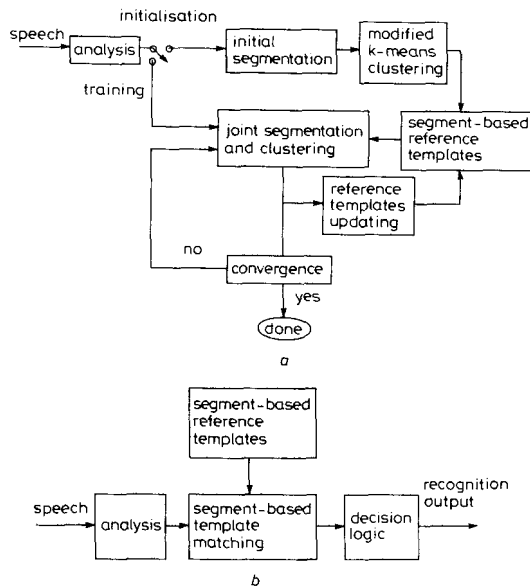 initialisation
speech
analysis
training
initial
segmentation
modified
k-means
clustering
joint segmentation
and clustering
segment-based
reference
templates
reference
templates
updating
no
convergence
yes
done
a
segment-based
reference
templates
speech
analysis
segment-based
template
matching
decision
logic
recognition
output
b